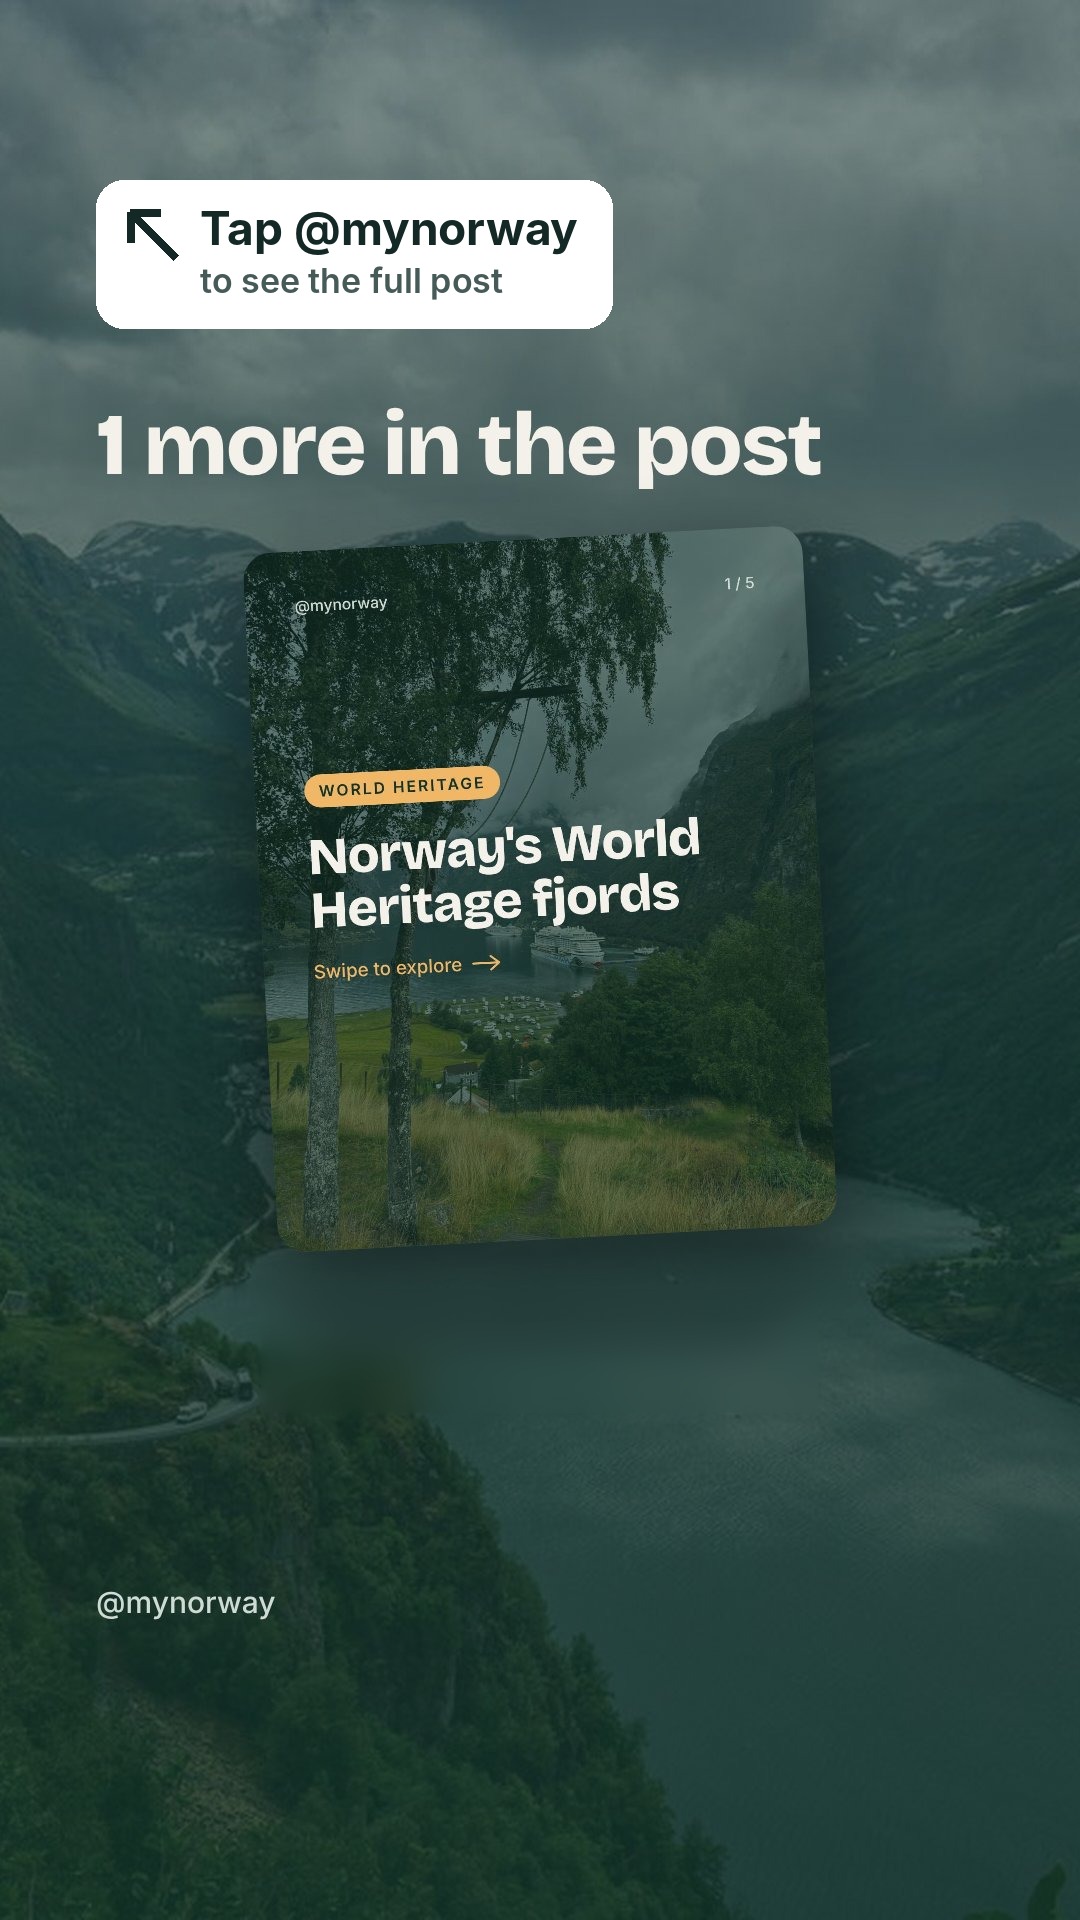 Tap @mynorway
to see the full post
1 more in the post
@mynorway
1 / 5
WORLD HERITAGE
Norway's World
Heritage fjords
Swipe to explore
@mynorway